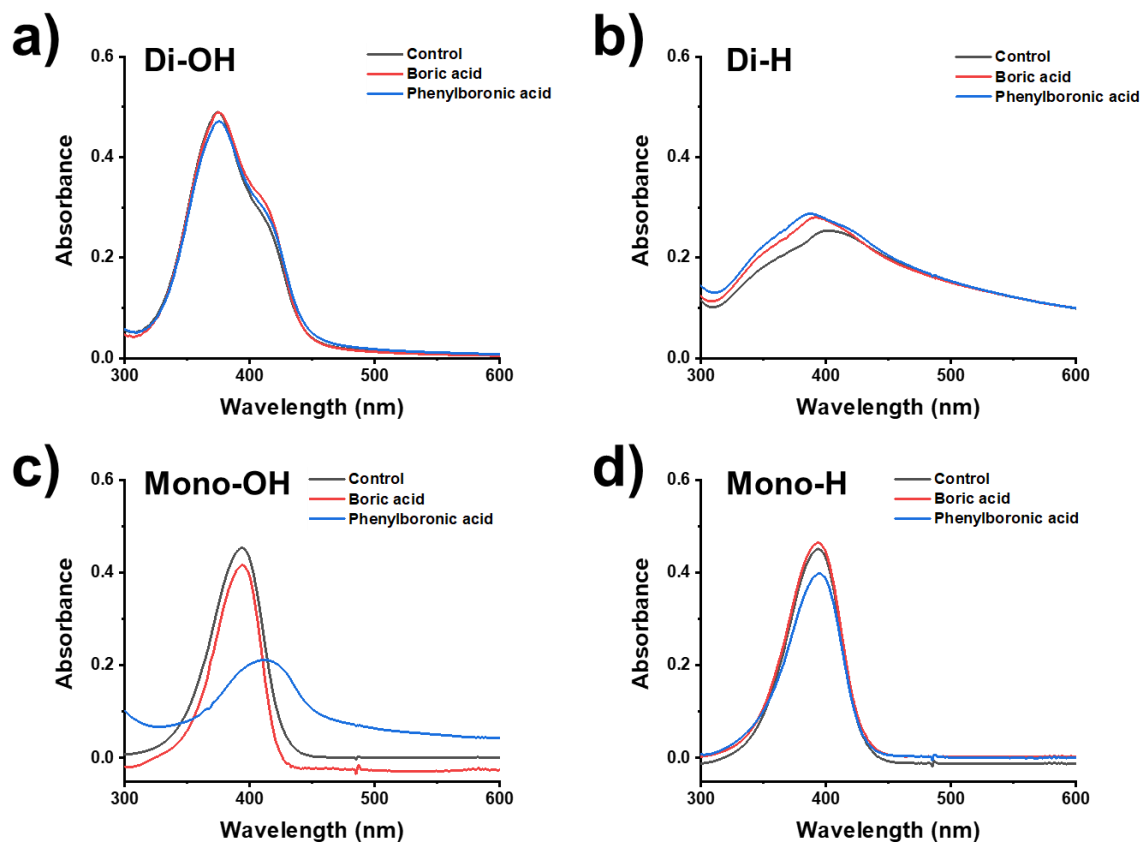 a)
Di-OH
Control
Boric acid
Phenylboronic acid
Absorbance
0.6
0.4
0.2
0.0
300
400
500
600
Wavelength (nm)
b)
Di-H
Control
Boric acid
Phenylboronic acid
Absorbance
0.6
0.4
0.2
0.0
300
400
500
600
Wavelength (nm)
c)
Mono-OH
Control
Boric acid
Phenylboronic acid
Absorbance
0.6
0.4
0.2
0.0
300
400
500
600
Wavelength (nm)
d)
Mono-H
Control
Boric acid
Phenylboronic acid
Absorbance
0.6
0.4
0.2
0.0
300
400
500
600
Wavelength (nm)